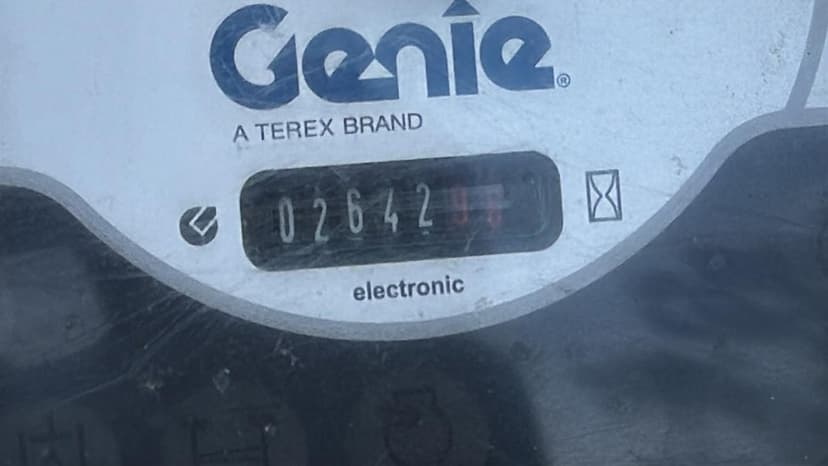 Genie®
A TEREX BRAND
02642
electronic